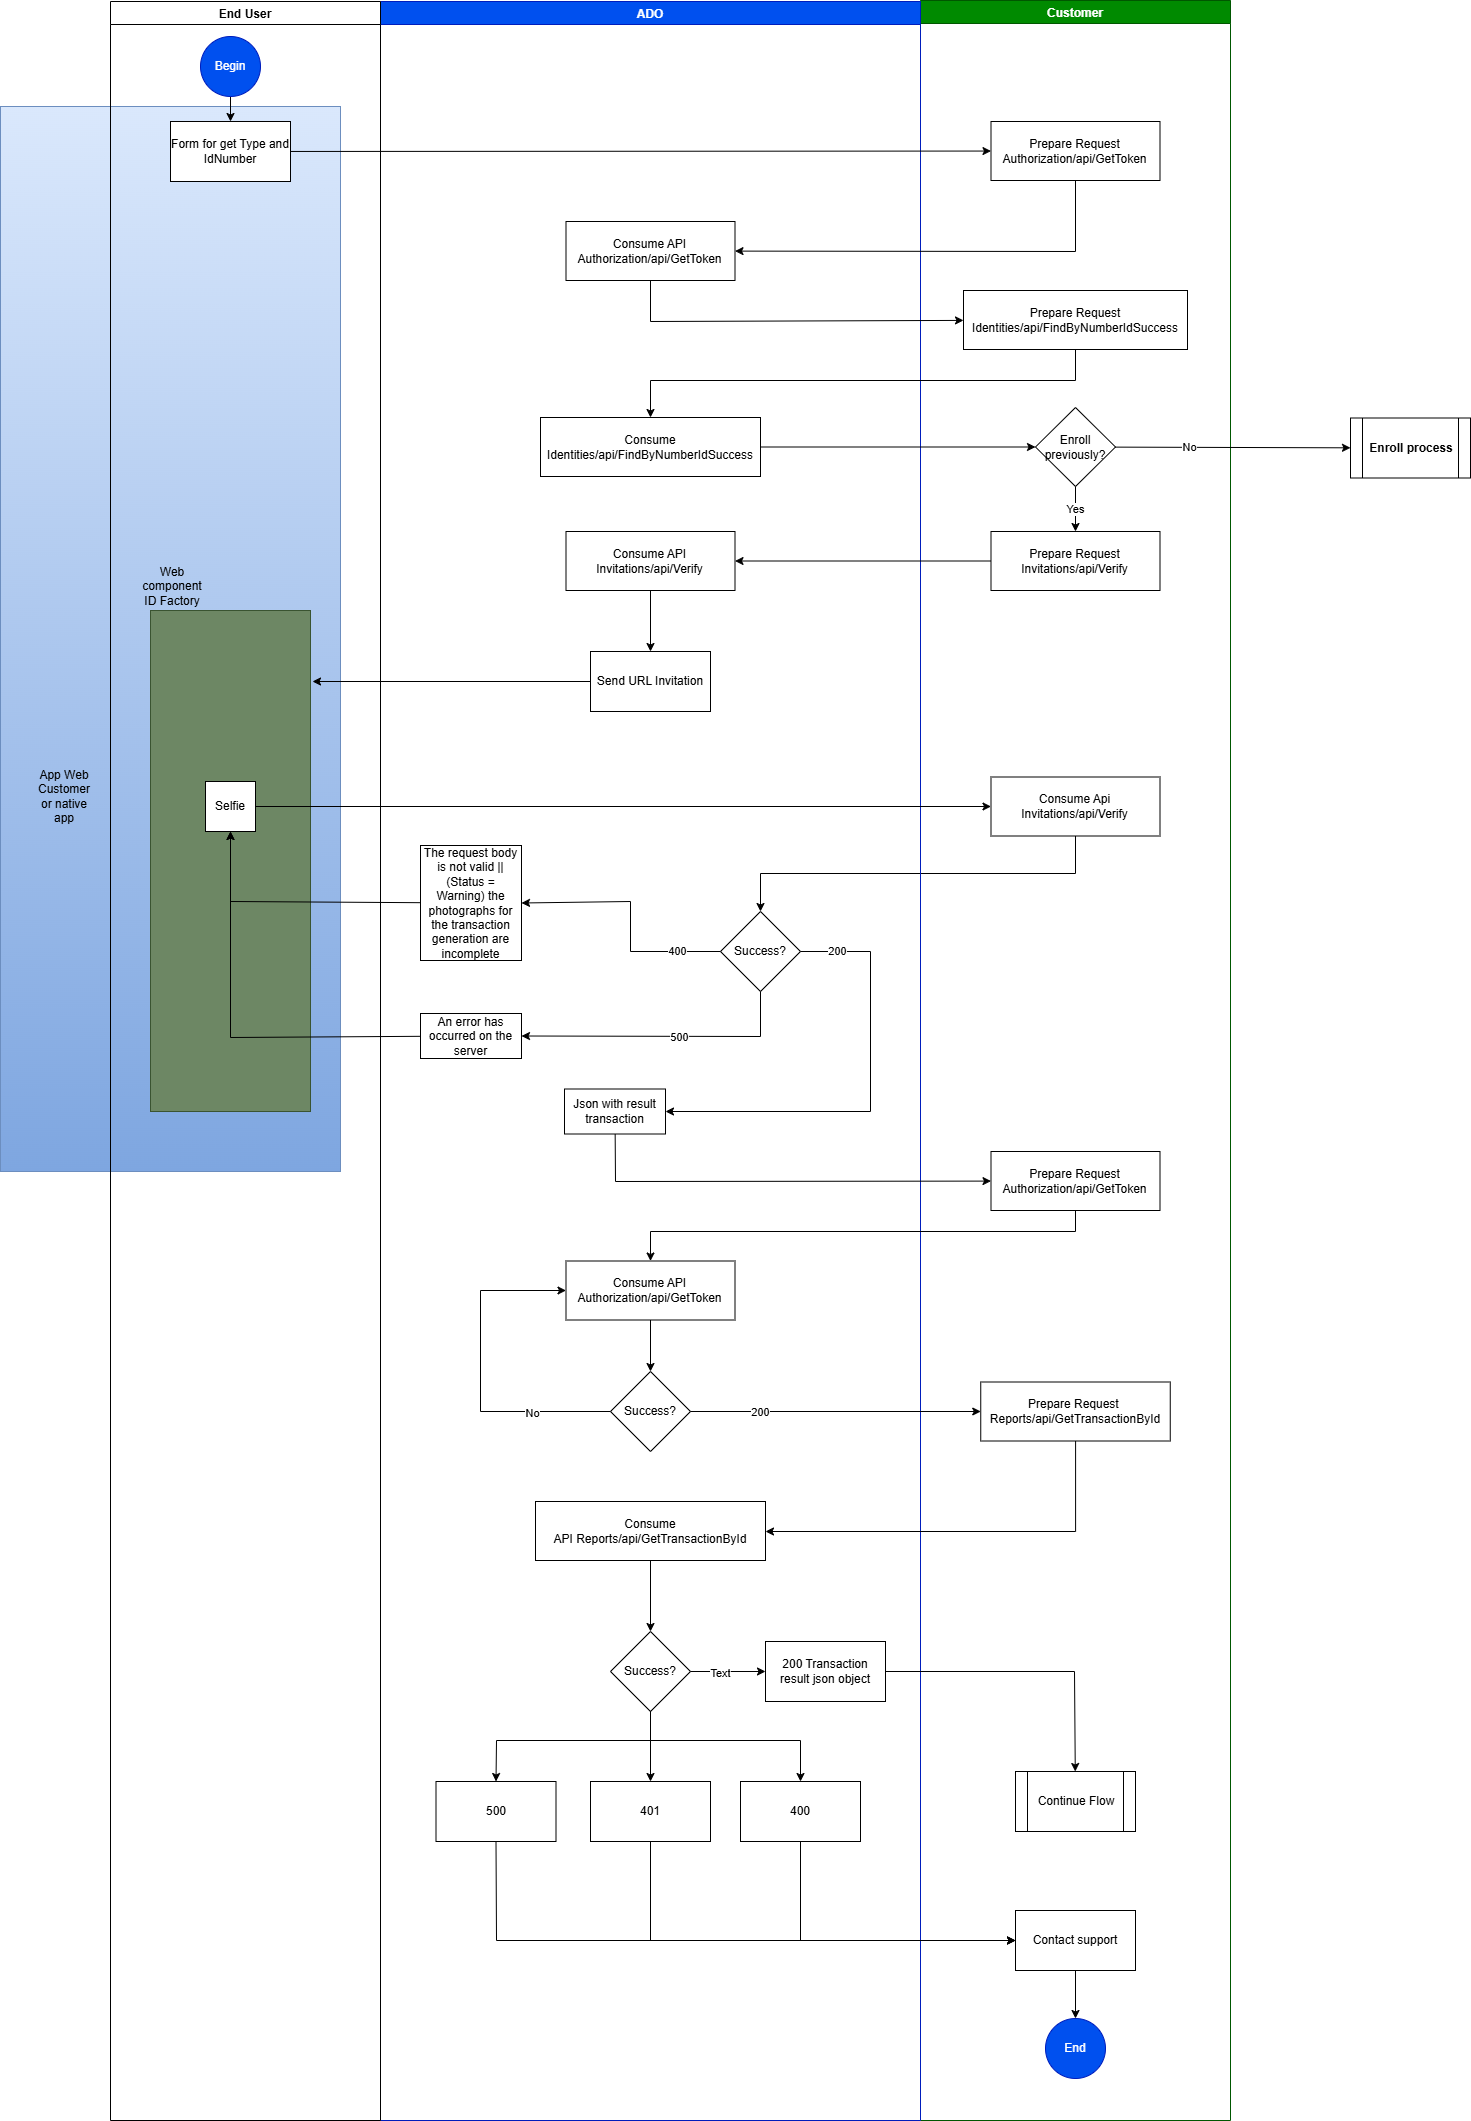 End User
ADO
Customer
Begin
Form for get Type and
IdNumber
Prepare Request
Authorization/api/GetToken
Consume API
Authorization/api/GetToken
Prepare Request
Identities/api/FindByNumberIdSuccess
Consume
Identities/api/FindByNumberIdSuccess
Enroll
previously?
No
Enroll process
Yes
Consume API
Invitations/api/Verify
Prepare Request
Invitations/api/Verify
Web
component
ID Factory
Send URL Invitation
App Web
Customer
or native
app
Selfie
Consume Api
Invitations/api/Verify
The request body
is not valid ||
(Status =
Warning) the
photographs for
the transaction
generation are
incomplete
400
Success?
200
An error has
occurred on the
server
500
Json with result
transaction
Prepare Request
Authorization/api/GetToken
Consume API
Authorization/api/GetToken
No
Success?
200
Prepare Request
Reports/api/GetTransactionById
Consume
API Reports/api/GetTransactionById
Success?
Text
200 Transaction
result json object
500
401
400
Continue Flow
Contact support
End